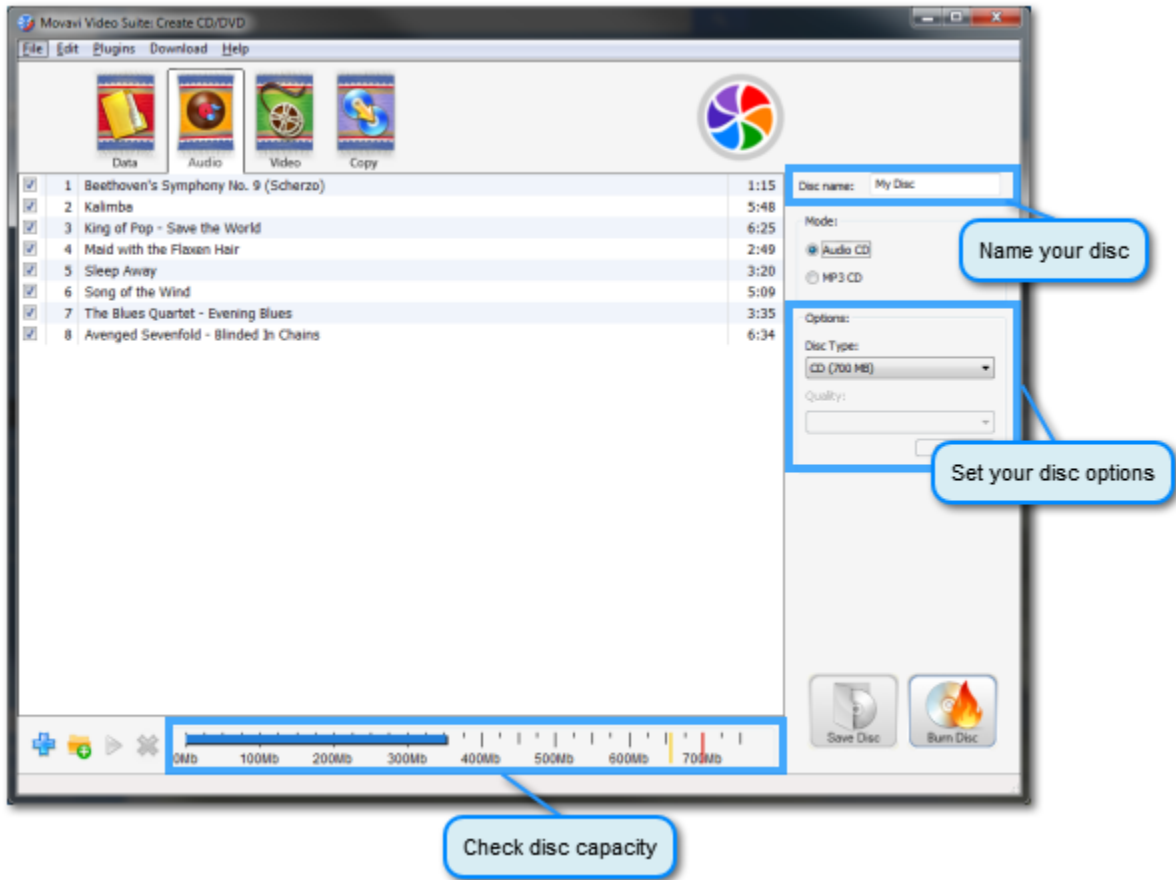 Movavi Video Suite: Create CD/DVD
File Edit Plugins Download Help
Data Audio Video Copy
1 Beethoven's Symphony No. 9 (Scherzo) 1:15
2 Kalimba 5:48
3 King of Pop - Save the World 6:25
4 Maid with the Flaxen Hair 2:49
5 Sleep Away 3:20
6 Song of the Wind 5:09
7 The Blues Quartet - Evening Blues 3:35
8 Avenged Sevenfold - Blinded In Chains 6:34
Disc name: My Disc
Name your disc
Mode:
Audio CD
MP3 CD
Options:
Disc Type:
CD (700 MB)
Quality:
Set your disc options
Save Disc Burn Disc
0Mb 100Mb 200Mb 300Mb 400Mb 500Mb 600Mb 700Mb
Check disc capacity